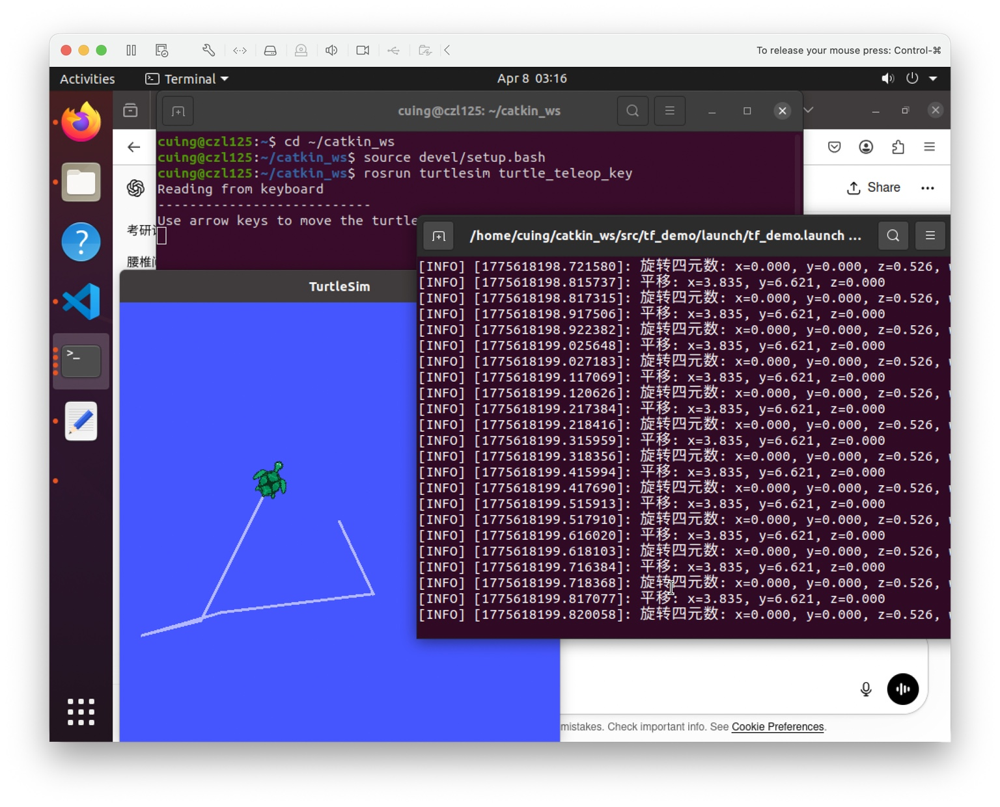 To release your mouse press: Control-⌘
Activities
Terminal
Apr 8 03:16
cuing@czl125: ~/catkin_ws
cuing@czl125:~$ cd ~/catkin_ws
cuing@czl125:~/catkin_ws$ source devel/setup.bash
cuing@czl125:~/catkin_ws$ rosrun turtlesim turtle_teleop_key
Reading from keyboard
---------------------------
Use arrow keys to move the turtle
Share
考研
腰椎
/home/cuing/catkin_ws/src/tf_demo/launch/tf_demo.launch ...
[INFO] [1775618198.721580]: 旋转四元数: x=0.000, y=0.000, z=0.526,
[INFO] [1775618198.815737]: 平移: x=3.835, y=6.621, z=0.000
[INFO] [1775618198.817315]: 旋转四元数: x=0.000, y=0.000, z=0.526,
[INFO] [1775618198.917506]: 平移: x=3.835, y=6.621, z=0.000
[INFO] [1775618198.922382]: 旋转四元数: x=0.000, y=0.000, z=0.526,
[INFO] [1775618199.025648]: 平移: x=3.835, y=6.621, z=0.000
[INFO] [1775618199.027183]: 旋转四元数: x=0.000, y=0.000, z=0.526,
[INFO] [1775618199.117069]: 平移: x=3.835, y=6.621, z=0.000
[INFO] [1775618199.120626]: 旋转四元数: x=0.000, y=0.000, z=0.526,
[INFO] [1775618199.217384]: 平移: x=3.835, y=6.621, z=0.000
[INFO] [1775618199.218416]: 旋转四元数: x=0.000, y=0.000, z=0.526,
[INFO] [1775618199.315959]: 平移: x=3.835, y=6.621, z=0.000
[INFO] [1775618199.318356]: 旋转四元数: x=0.000, y=0.000, z=0.526,
[INFO] [1775618199.415994]: 平移: x=3.835, y=6.621, z=0.000
[INFO] [1775618199.417690]: 旋转四元数: x=0.000, y=0.000, z=0.526,
[INFO] [1775618199.515913]: 平移: x=3.835, y=6.621, z=0.000
[INFO] [1775618199.517910]: 旋转四元数: x=0.000, y=0.000, z=0.526,
[INFO] [1775618199.616020]: 平移: x=3.835, y=6.621, z=0.000
[INFO] [1775618199.618103]: 旋转四元数: x=0.000, y=0.000, z=0.526,
[INFO] [1775618199.716384]: 平移: x=3.835, y=6.621, z=0.000
[INFO] [1775618199.718368]: 旋转四元数: x=0.000, y=0.000, z=0.526,
[INFO] [1775618199.817077]: 平移: x=3.835, y=6.621, z=0.000
[INFO] [1775618199.820058]: 旋转四元数: x=0.000, y=0.000, z=0.526,
TurtleSim
mistakes. Check important info. See Cookie Preferences.